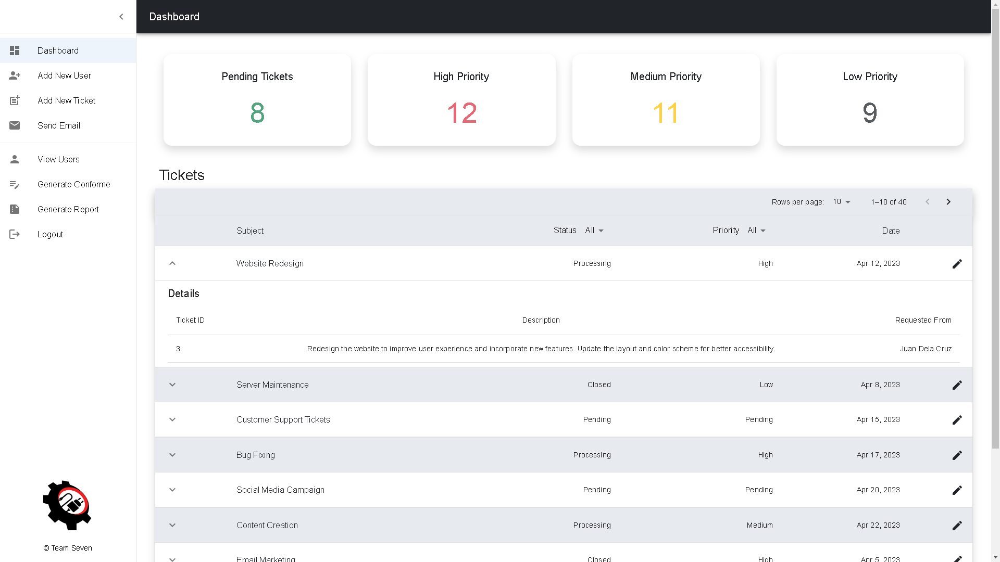 Dashboard
Dashboard
Add New User
Add New Ticket
Send Email
View Users
Generate Conforme
Generate Report
Logout
© Team Seven
Pending Tickets
8
High Priority
12
Medium Priority
11
Low Priority
9
Tickets
Rows per page: 10 1–10 of 40
Subject Status All Priority All Date
Website Redesign Processing High Apr 12, 2023
Details
Ticket ID Description Requested From
3 Redesign the website to improve user experience and incorporate new features. Update the layout and color scheme for better accessibility. Juan Dela Cruz
Server Maintenance Closed Low Apr 8, 2023
Customer Support Tickets Pending Pending Apr 15, 2023
Bug Fixing Processing High Apr 17, 2023
Social Media Campaign Pending Pending Apr 20, 2023
Content Creation Processing Medium Apr 22, 2023
Email Marketing Closed High Apr 5, 2023